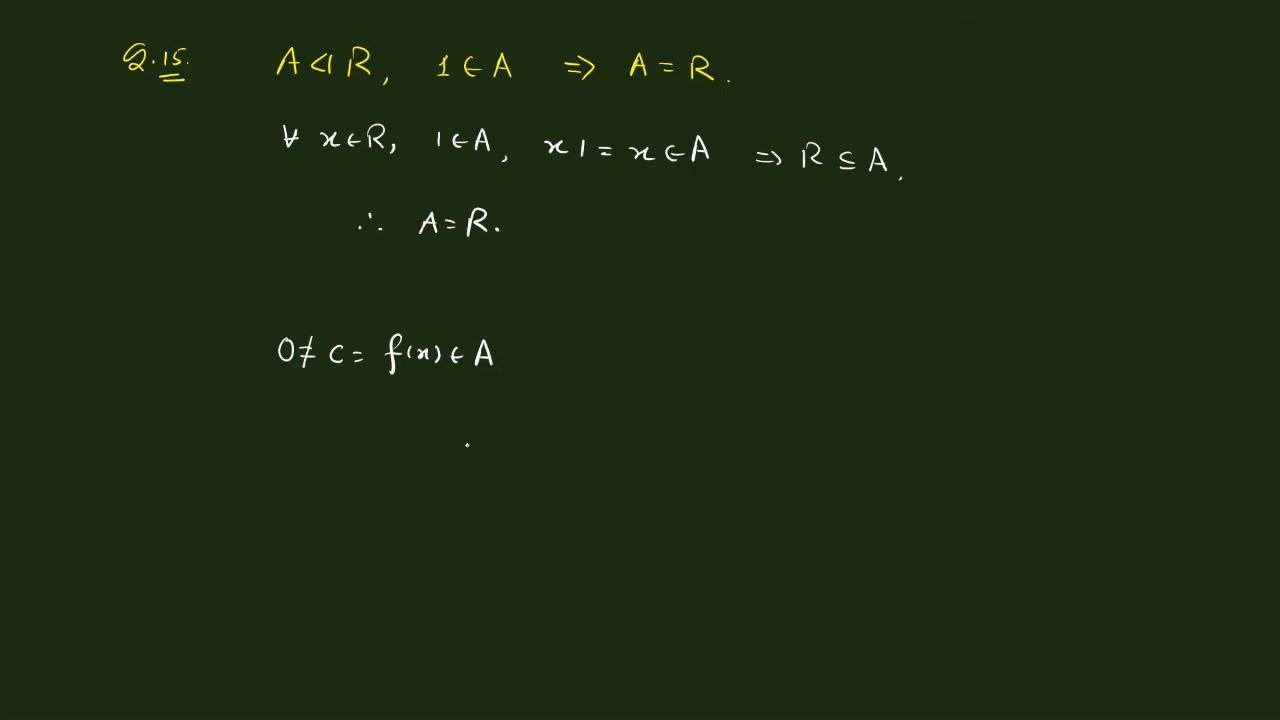 Q.15. A ◁ R, 1 ∈ A ⇒ A = R.
∀ x ∈ R, 1 ∈ A, x1 = x ∈ A ⇒ R ⊆ A.
∴ A = R.
0 ≠ c = f(x) ∈ A